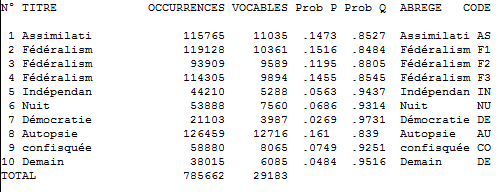 N° TITRE OCCURRENCES VOCABLES Prob P Prob Q ABREGE CODE
1 Assimilati 115765 11035 .1473 .8527 Assimilati AS
2 Fédéralism 119128 10361 .1516 .8484 Fédéralism F1
3 Fédéralism 93909 9589 .1195 .8805 Fédéralism F2
4 Fédéralism 114305 9894 .1455 .8545 Fédéralism F3
5 Indépendan 44210 5288 .0563 .9437 Indépendan IN
6 Nuit 53888 7560 .0686 .9314 Nuit NU
7 Démocratie 21103 3987 .0269 .9731 Démocratie DE
8 Autopsie 126459 12716 .161 .839 Autopsie AU
9 confisquée 58880 8065 .0749 .9251 confisquée CO
10 Demain 38015 6085 .0484 .9516 Demain DE
TOTAL 785662 29183